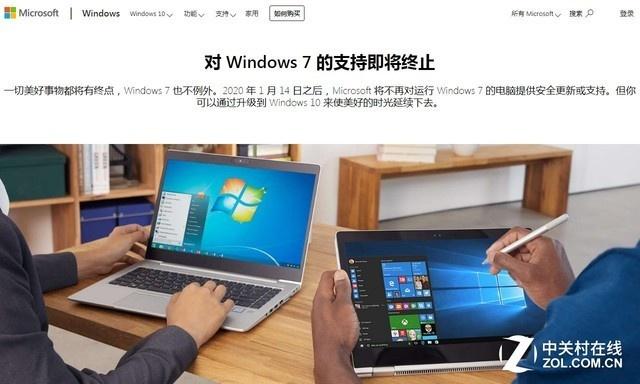 Microsoft Windows Windows 10 功能 支持 家用 如何购买 所有 Microsoft 搜索 登录
对 Windows 7 的支持即将终止
一切美好事物都将有终点，Windows 7 也不例外。2020 年 1 月 14 日之后，Microsoft 将不再对运行 Windows 7 的电脑提供安全更新或支持。但你
可以通过升级到 Windows 10 来使美好的时光延续下去。
中关村在线
ZOL.COM.CN